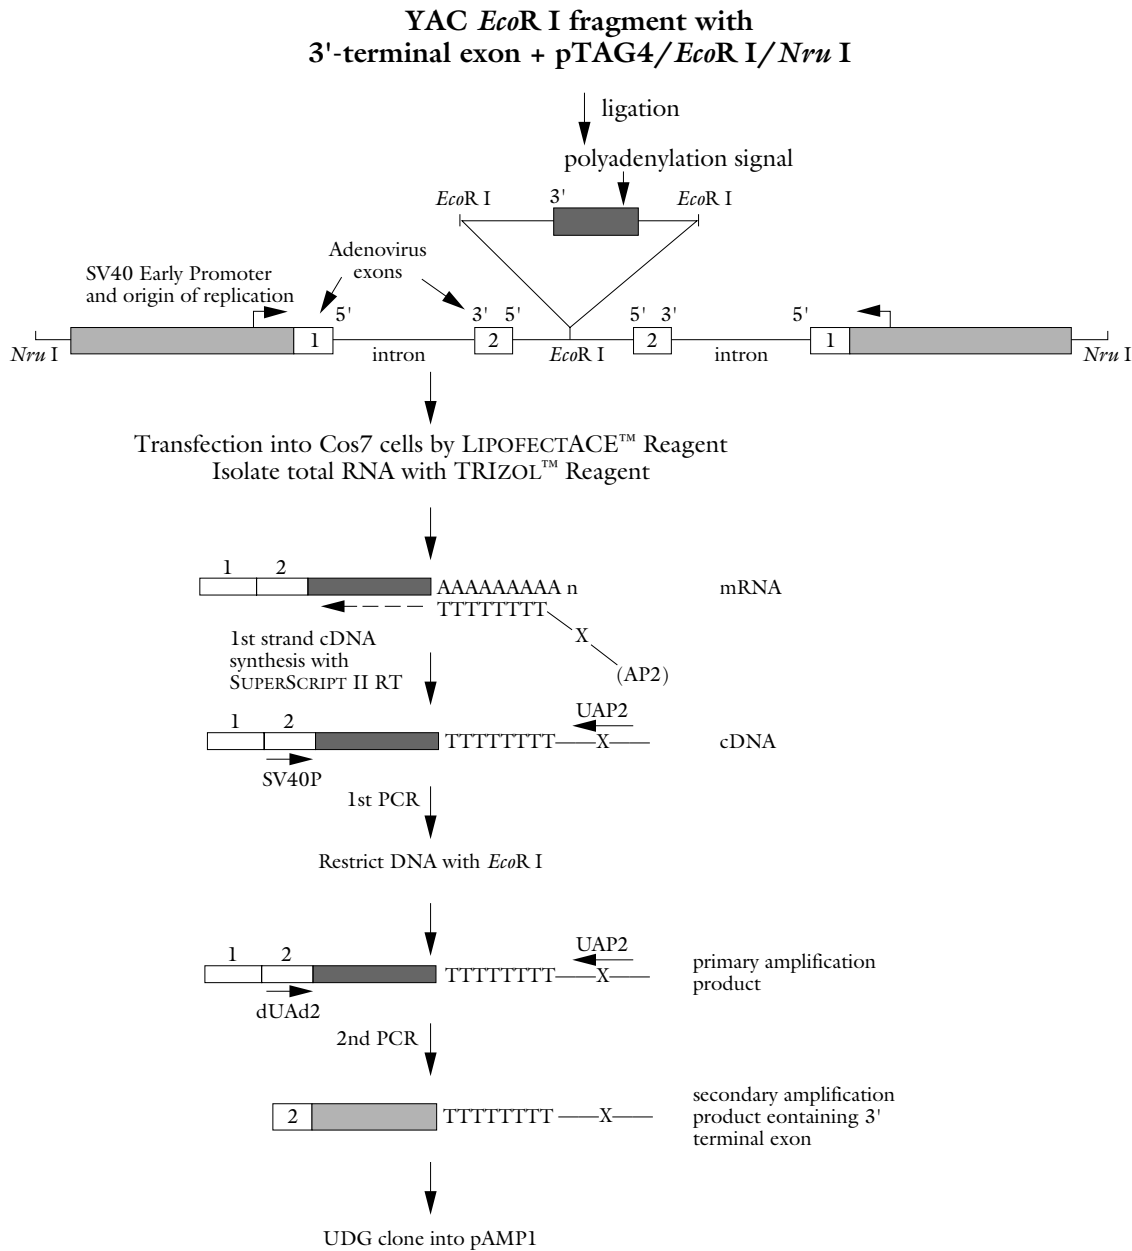 YAC EcoR I fragment with
3'-terminal exon + pTAG4/EcoR I/Nru I
ligation
polyadenylation signal
EcoR I 3' EcoR I
Adenovirus
exons
SV40 Early Promoter
and origin of replication
5' 3' 5' 5' 3' 5'
1 2 2 1
Nru I intron EcoR I intron Nru I
Transfection into Cos7 cells by LIPOFECTACE™ Reagent
Isolate total RNA with TRIZOL™ Reagent
1 2
AAAAAAAAA n mRNA
TTTTTTTT
X
(AP2)
1st strand cDNA
synthesis with
SUPERSCRIPT II RT
UAP2
1 2
TTTTTTTT——X—— cDNA
SV40P
1st PCR
Restrict DNA with EcoR I
UAP2
1 2
TTTTTTTT——X——
primary amplification
product
dUAd2
2nd PCR
2 TTTTTTTT ——X——
secondary amplification
product eontaining 3'
terminal exon
UDG clone into pAMP1